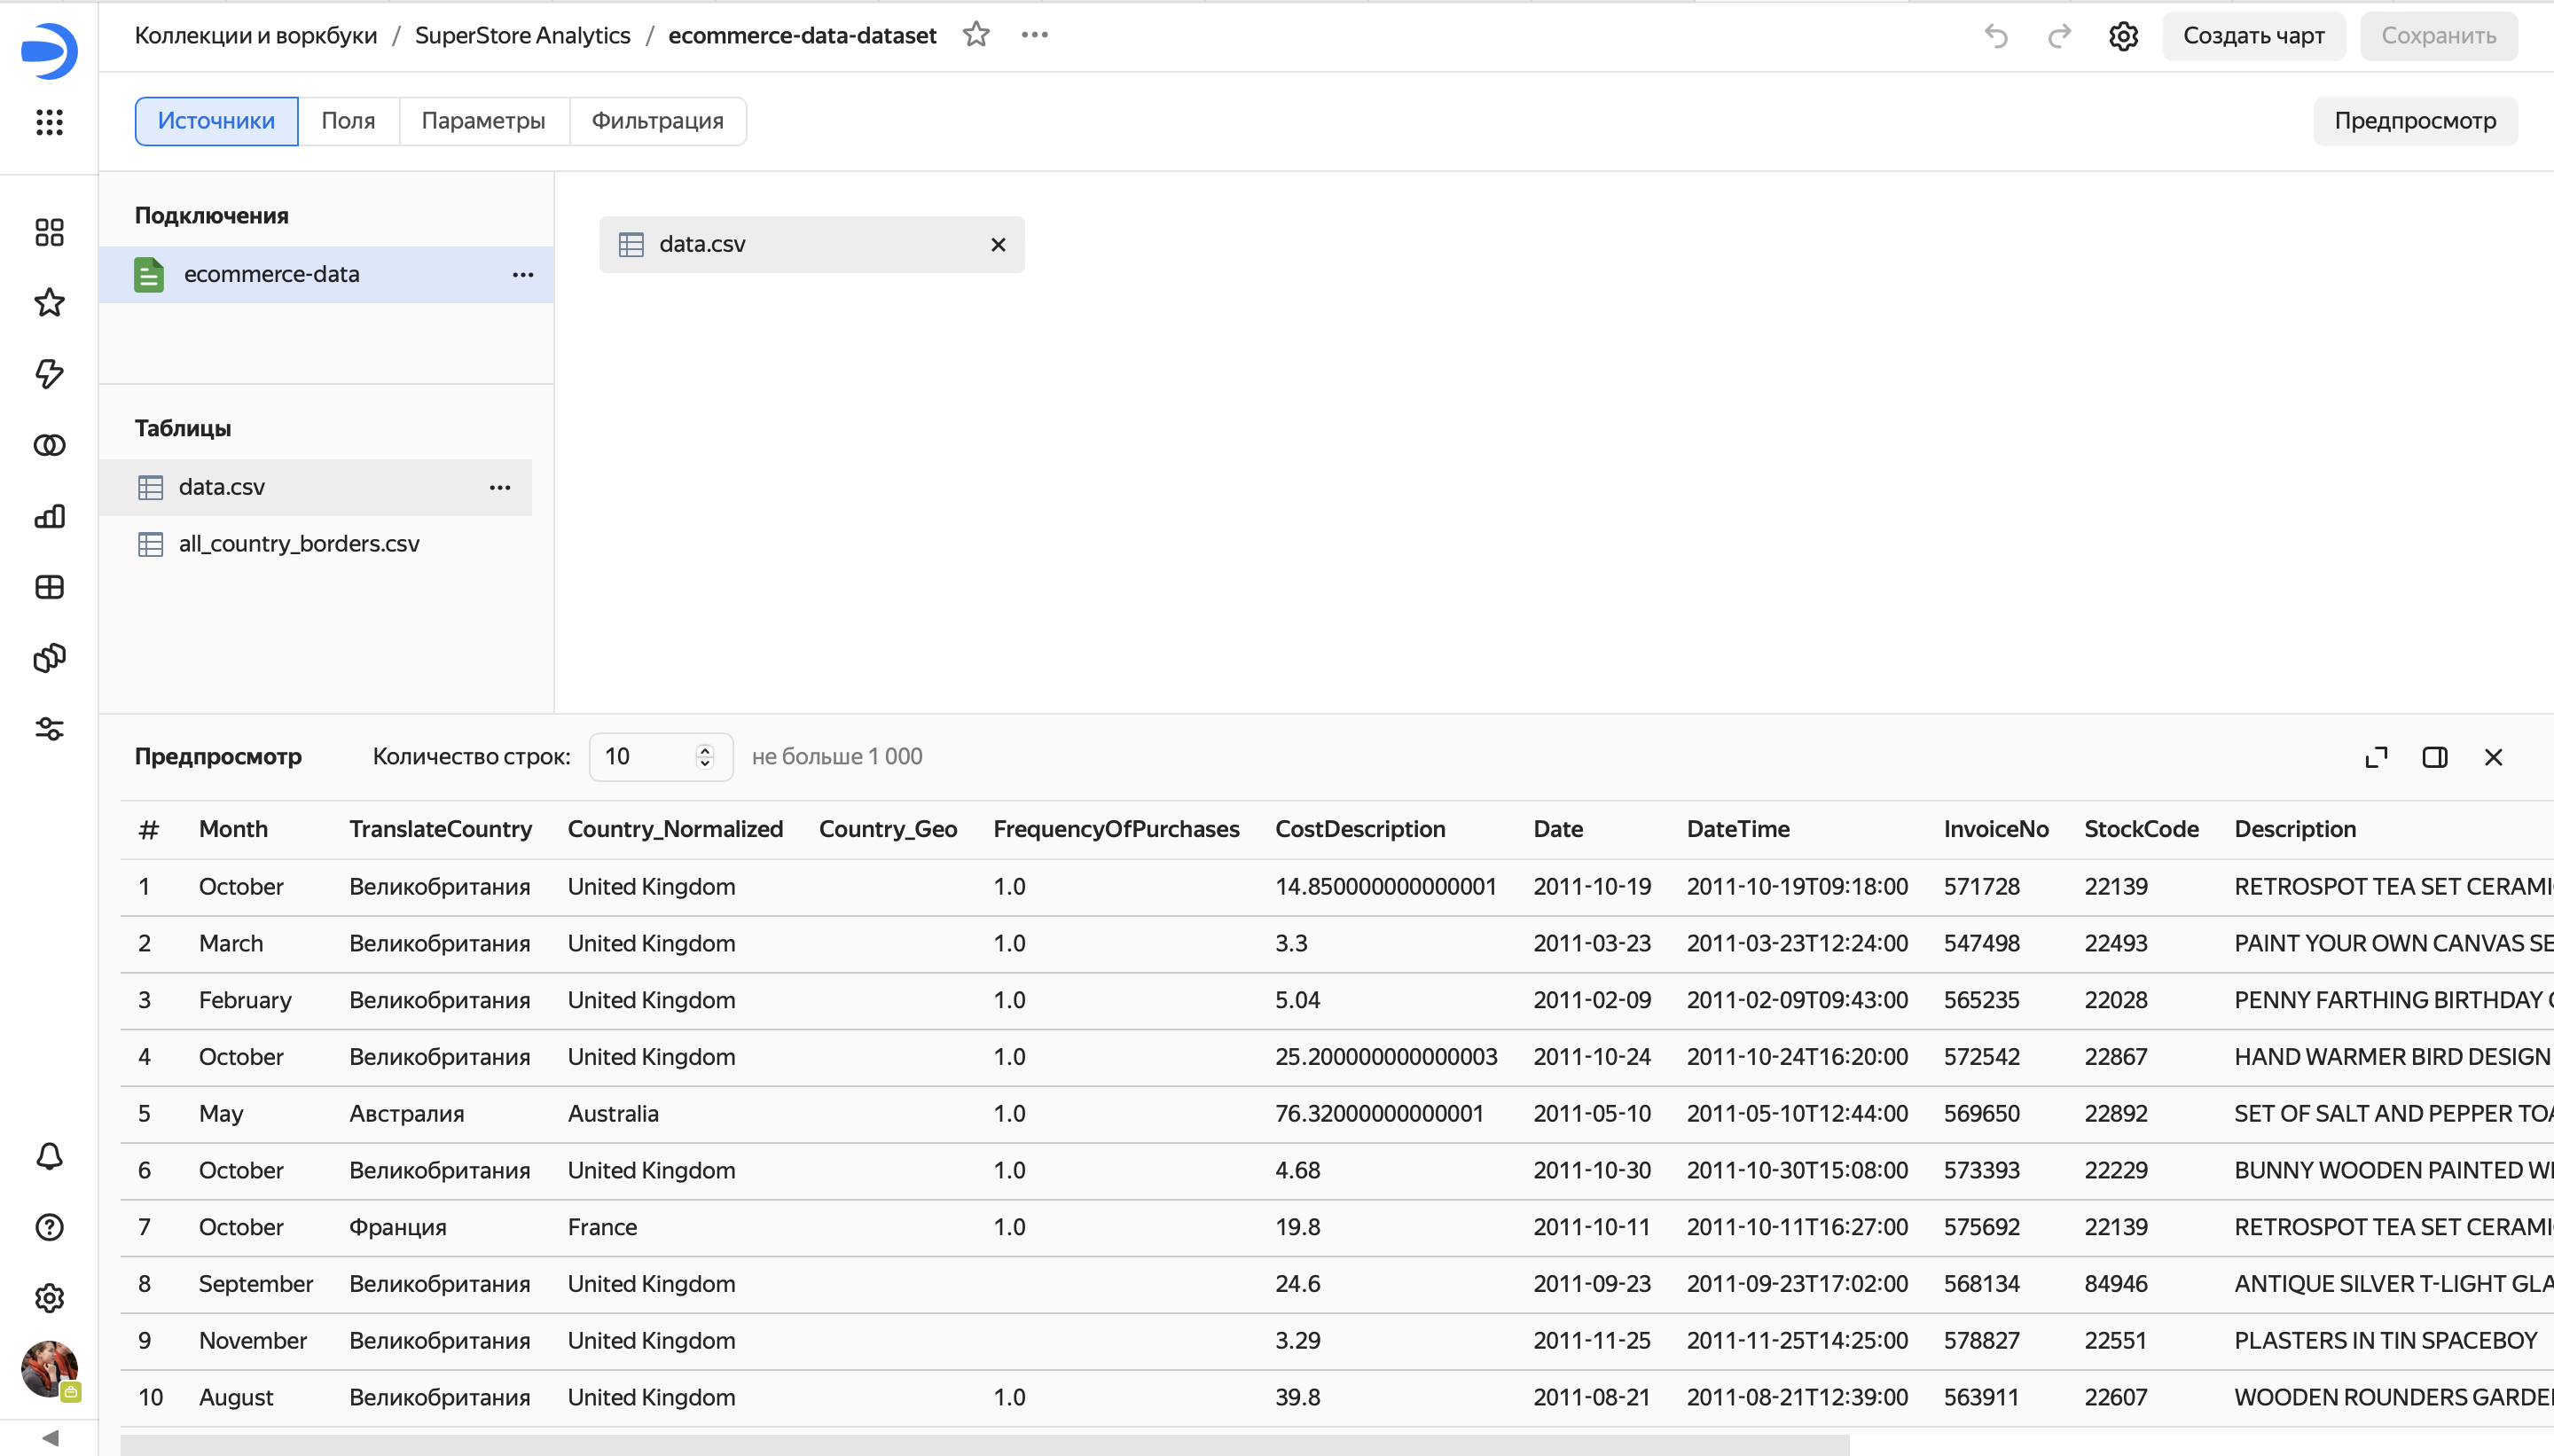 Коллекции и воркбуки / SuperStore Analytics / ecommerce-data-dataset
Создать чарт
Сохранить
Источники Поля Параметры Фильтрация
Предпросмотр
Подключения
ecommerce-data
data.csv
Таблицы
data.csv
all_country_borders.csv
Предпросмотр Количество строк: 10 не больше 1 000
# Month TranslateCountry Country_Normalized Country_Geo FrequencyOfPurchases CostDescription Date DateTime InvoiceNo StockCode Description
1 October Великобритания United Kingdom 1.0 14.850000000000001 2011-10-19 2011-10-19T09:18:00 571728 22139 RETROSPOT TEA SET CERAMI
2 March Великобритания United Kingdom 1.0 3.3 2011-03-23 2011-03-23T12:24:00 547498 22493 PAINT YOUR OWN CANVAS SE
3 February Великобритания United Kingdom 1.0 5.04 2011-02-09 2011-02-09T09:43:00 565235 22028 PENNY FARTHING BIRTHDAY
4 October Великобритания United Kingdom 1.0 25.200000000000003 2011-10-24 2011-10-24T16:20:00 572542 22867 HAND WARMER BIRD DESIGN
5 May Австралия Australia 1.0 76.32000000000001 2011-05-10 2011-05-10T12:44:00 569650 22892 SET OF SALT AND PEPPER TOA
6 October Великобритания United Kingdom 1.0 4.68 2011-10-30 2011-10-30T15:08:00 573393 22229 BUNNY WOODEN PAINTED WI
7 October Франция France 1.0 19.8 2011-10-11 2011-10-11T16:27:00 575692 22139 RETROSPOT TEA SET CERAMI
8 September Великобритания United Kingdom 24.6 2011-09-23 2011-09-23T17:02:00 568134 84946 ANTIQUE SILVER T-LIGHT GLA
9 November Великобритания United Kingdom 3.29 2011-11-25 2011-11-25T14:25:00 578827 22551 PLASTERS IN TIN SPACEBOY
10 August Великобритания United Kingdom 1.0 39.8 2011-08-21 2011-08-21T12:39:00 563911 22607 WOODEN ROUNDERS GARDE